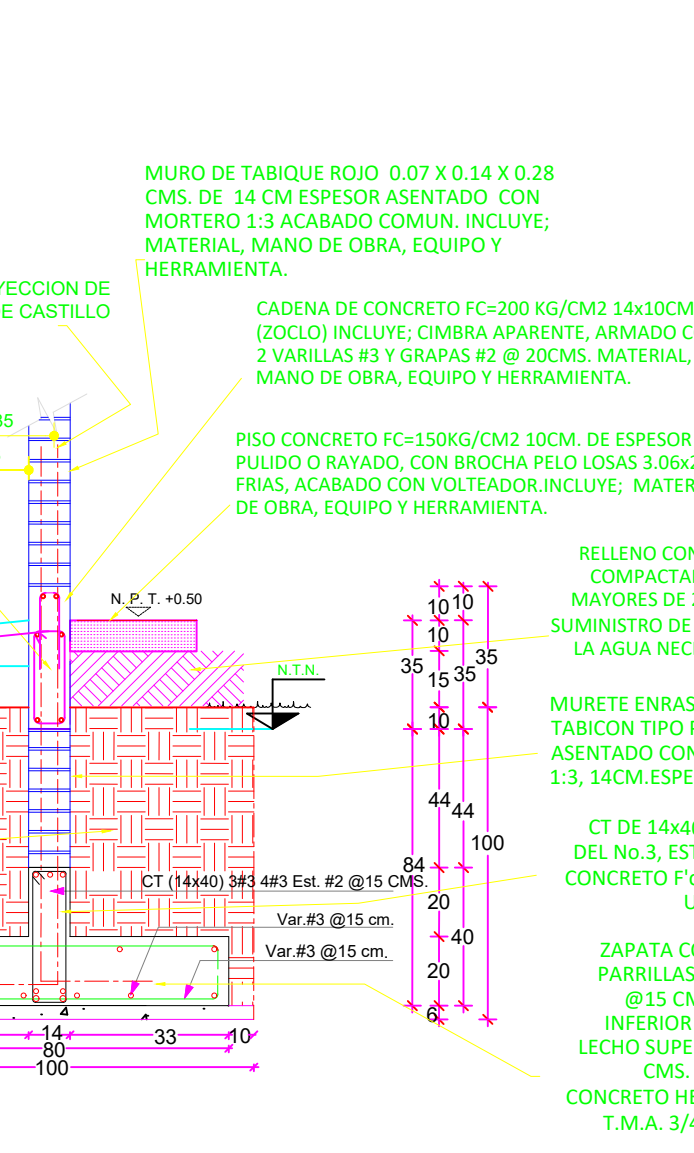 MURO DE TABIQUE ROJO 0.07 X 0.14 X 0.28
CMS. DE 14 CM ESPESOR ASENTADO CON
MORTERO 1:3 ACABADO COMUN. INCLUYE;
MATERIAL, MANO DE OBRA, EQUIPO Y
HERRAMIENTA.
YECCION DE
E CASTILLO
CADENA DE CONCRETO FC=200 KG/CM2 14x10CM
(ZOCLO) INCLUYE; CIMBRA APARENTE, ARMADO C
2 VARILLAS #3 Y GRAPAS #2 @ 20CMS. MATERIAL,
MANO DE OBRA, EQUIPO Y HERRAMIENTA.
35
PISO CONCRETO FC=150KG/CM2 10CM. DE ESPESOR
PULIDO O RAYADO, CON BROCHA PELO LOSAS 3.06x2
FRIAS, ACABADO CON VOLTEADOR.INCLUYE; MATER
DE OBRA, EQUIPO Y HERRAMIENTA.
RELLENO CON
COMPACTA
MAYORES DE 2
SUMINISTRO DE
LA AGUA NECE
N. P. T. +0.50
N.T.N.
10 10
10
35 15 35 35
10
MURETE ENRAS
TABICON TIPO P
ASENTADO CON
1:3, 14CM.ESPE
44 44
100
84
20
40
20
6
CT DE 14x40
DEL No.3, EST
CONCRETO F'c
U
CT (14x40) 3#3 4#3 Est. #2 @15 CMS.
Var.#3 @15 cm.
Var.#3 @15 cm.
ZAPATA CO
PARRILLAS
@15 CM
INFERIOR
LECHO SUPE
CMS.
CONCRETO HE
T.M.A. 3/4
14 33 10
80
100